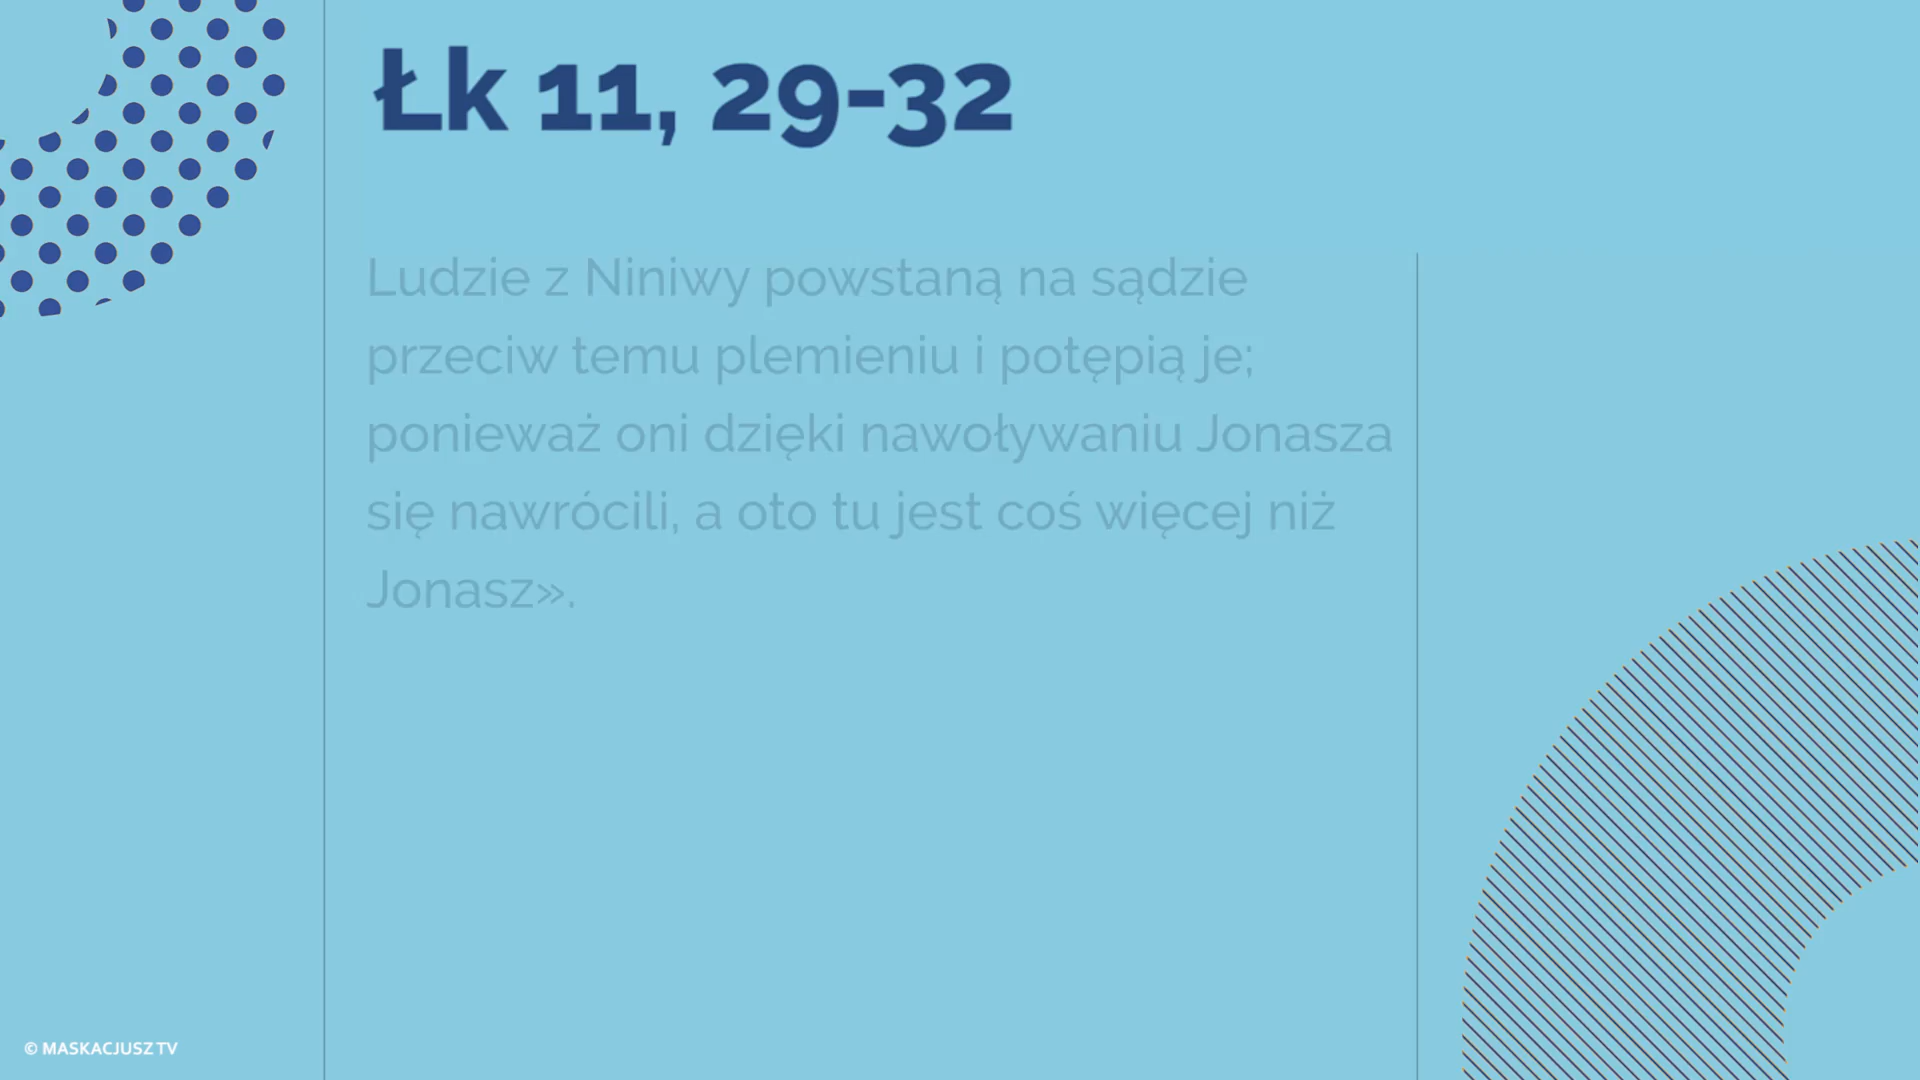 Łk 11, 29-32
Ludzie z Niniwy powstaną na sądzie
przeciw temu plemieniu i potępią je;
ponieważ oni dzięki nawoływaniu Jonasza
się nawrócili, a oto tu jest coś więcej niż
Jonasz».
© MASKACJUSZ TV